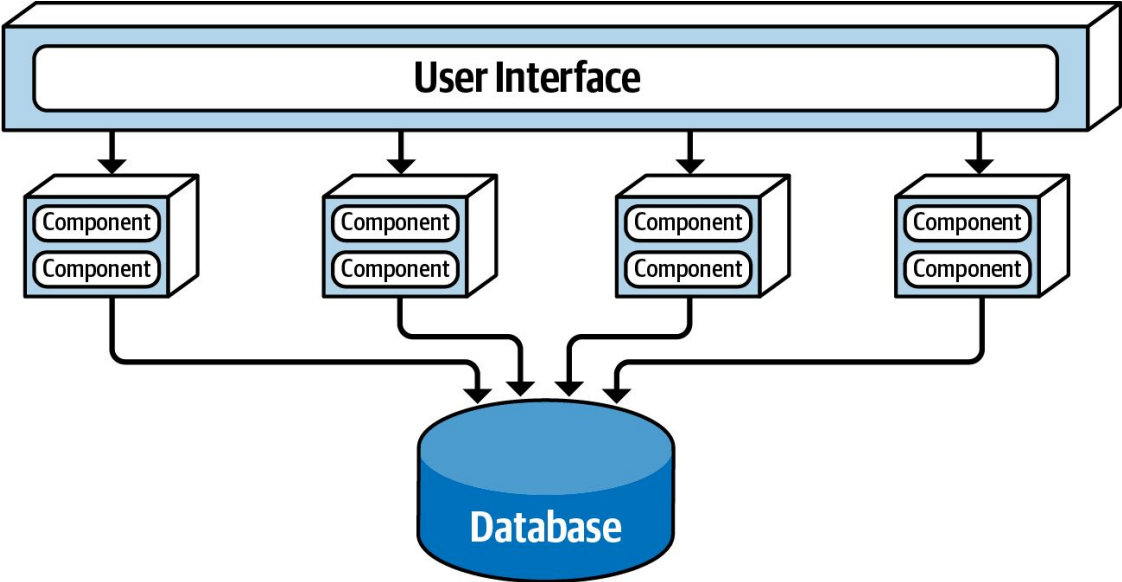 User Interface
Component
Component
Component
Component
Component
Component
Component
Component
Database